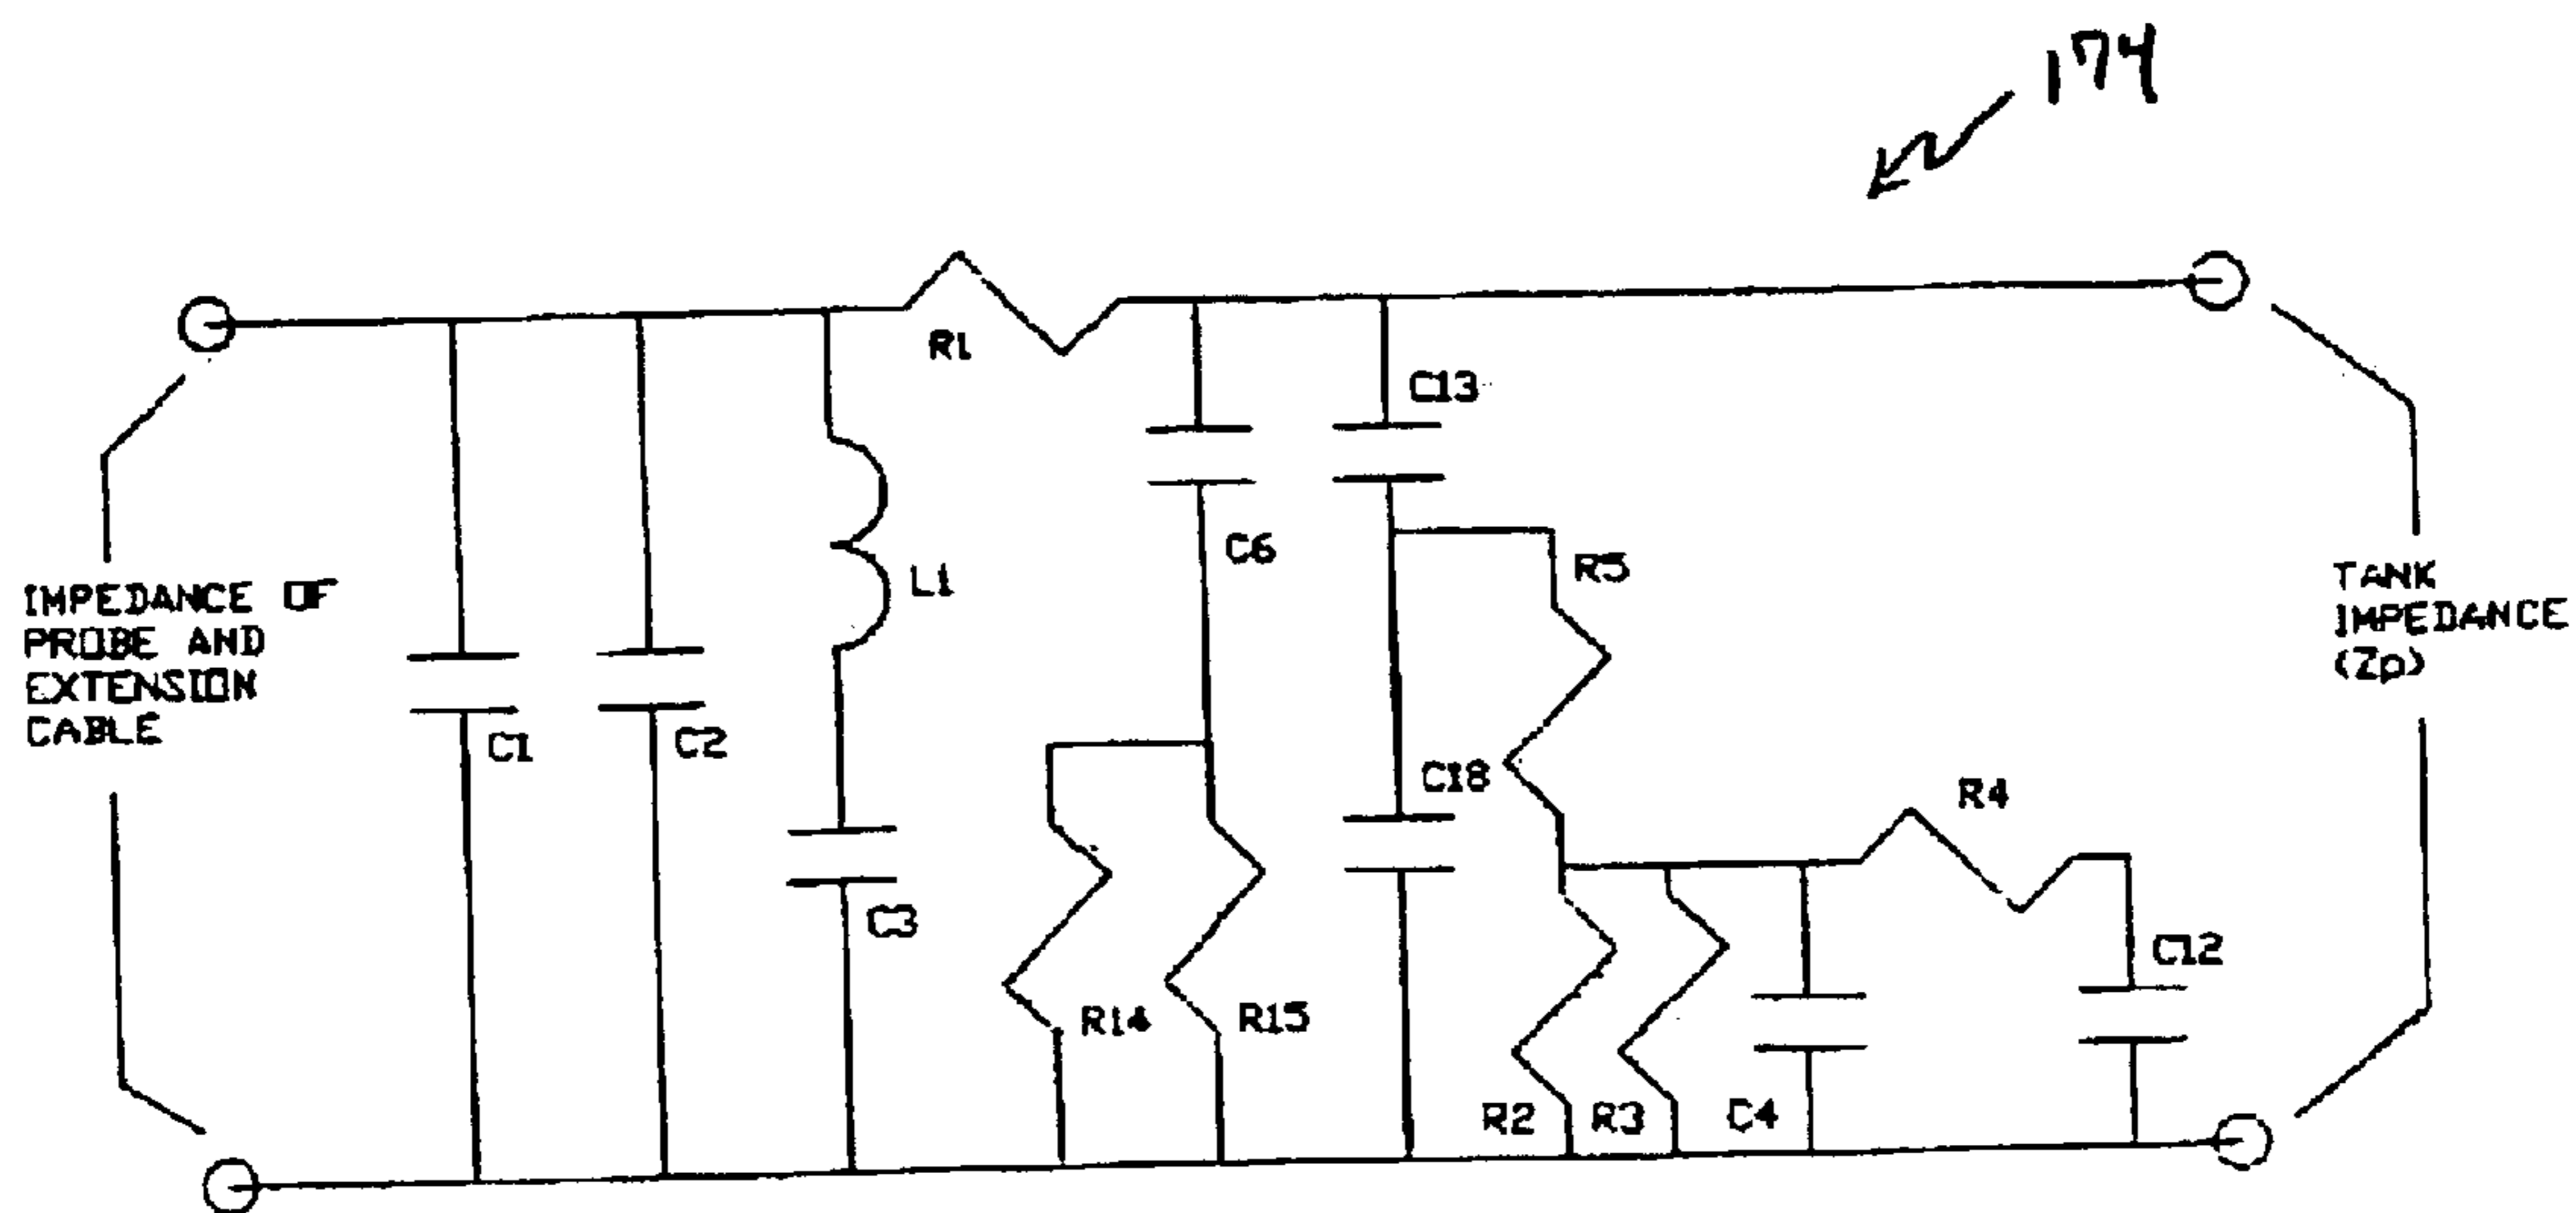 174
R1
C13
C6
R5
L1
IMPEDANCE OF
PROBE AND
EXTENSION
CABLE
TANK
IMPEDANCE
(Zp)
C1
C2
C18
R4
C3
C12
R14
R15
R2
R3
C4